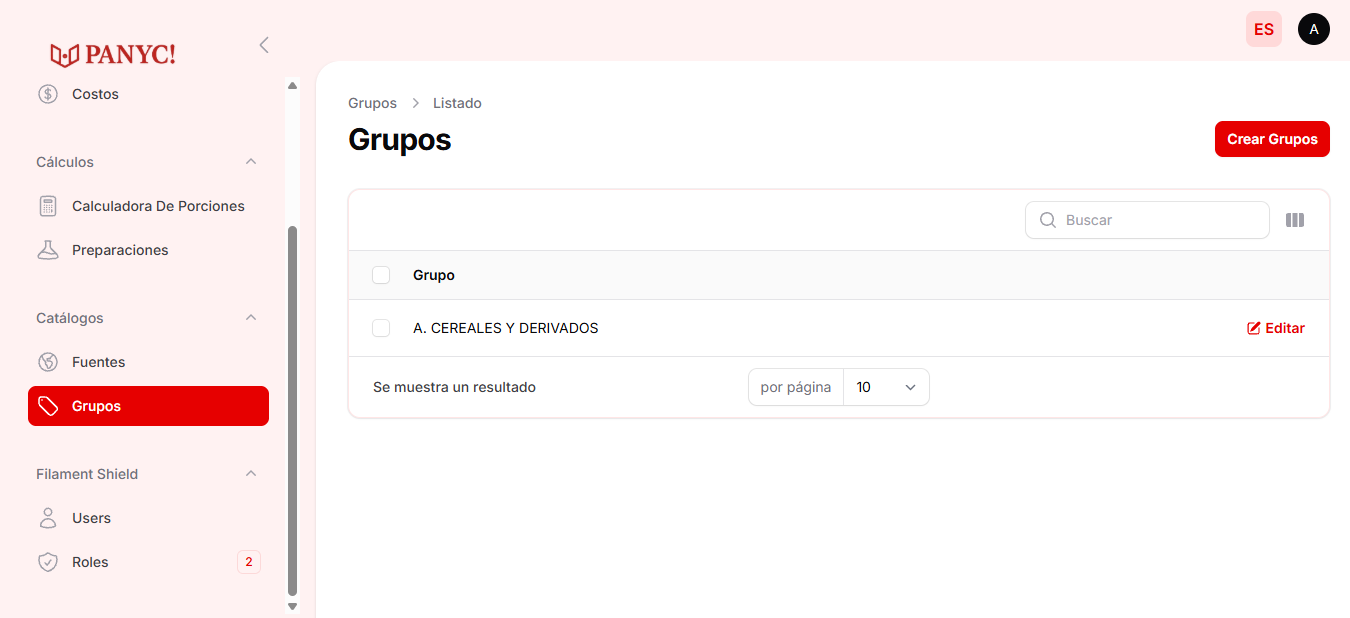 PANYC!
ES
A
Costos
Cálculos
Calculadora De Porciones
Preparaciones
Catálogos
Fuentes
Grupos
Filament Shield
Users
Roles 2
Grupos > Listado
Grupos
Crear Grupos
Buscar
Grupo
A. CEREALES Y DERIVADOS Editar
Se muestra un resultado por página 10